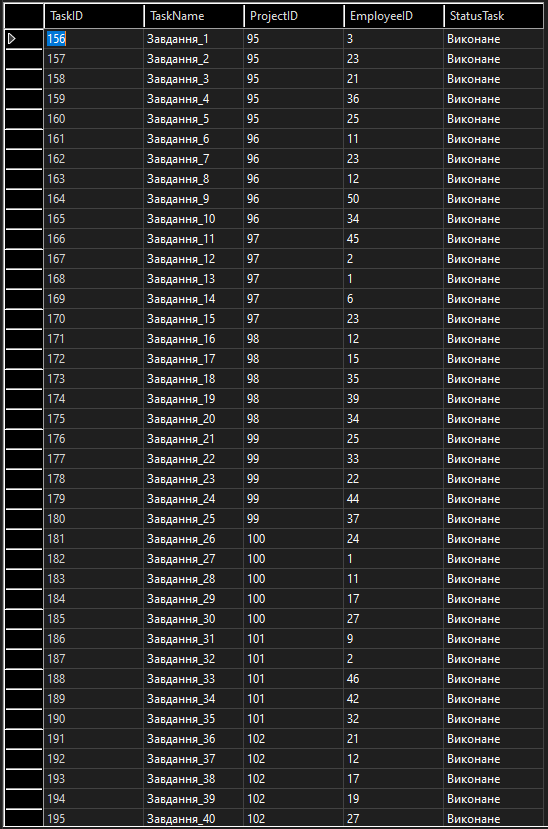 TaskID TaskName ProjectID EmployeeID StatusTask
156 Завдання_1 95 3 Виконане
157 Завдання_2 95 23 Виконане
158 Завдання_3 95 21 Виконане
159 Завдання_4 95 36 Виконане
160 Завдання_5 95 25 Виконане
161 Завдання_6 96 11 Виконане
162 Завдання_7 96 23 Виконане
163 Завдання_8 96 12 Виконане
164 Завдання_9 96 50 Виконане
165 Завдання_10 96 34 Виконане
166 Завдання_11 97 45 Виконане
167 Завдання_12 97 2 Виконане
168 Завдання_13 97 1 Виконане
169 Завдання_14 97 6 Виконане
170 Завдання_15 97 23 Виконане
171 Завдання_16 98 12 Виконане
172 Завдання_17 98 15 Виконане
173 Завдання_18 98 35 Виконане
174 Завдання_19 98 39 Виконане
175 Завдання_20 98 34 Виконане
176 Завдання_21 99 25 Виконане
177 Завдання_22 99 33 Виконане
178 Завдання_23 99 22 Виконане
179 Завдання_24 99 44 Виконане
180 Завдання_25 99 37 Виконане
181 Завдання_26 100 24 Виконане
182 Завдання_27 100 1 Виконане
183 Завдання_28 100 11 Виконане
184 Завдання_29 100 17 Виконане
185 Завдання_30 100 27 Виконане
186 Завдання_31 101 9 Виконане
187 Завдання_32 101 2 Виконане
188 Завдання_33 101 46 Виконане
189 Завдання_34 101 42 Виконане
190 Завдання_35 101 32 Виконане
191 Завдання_36 102 21 Виконане
192 Завдання_37 102 12 Виконане
193 Завдання_38 102 17 Виконане
194 Завдання_39 102 19 Виконане
195 Завдання_40 102 27 Виконане